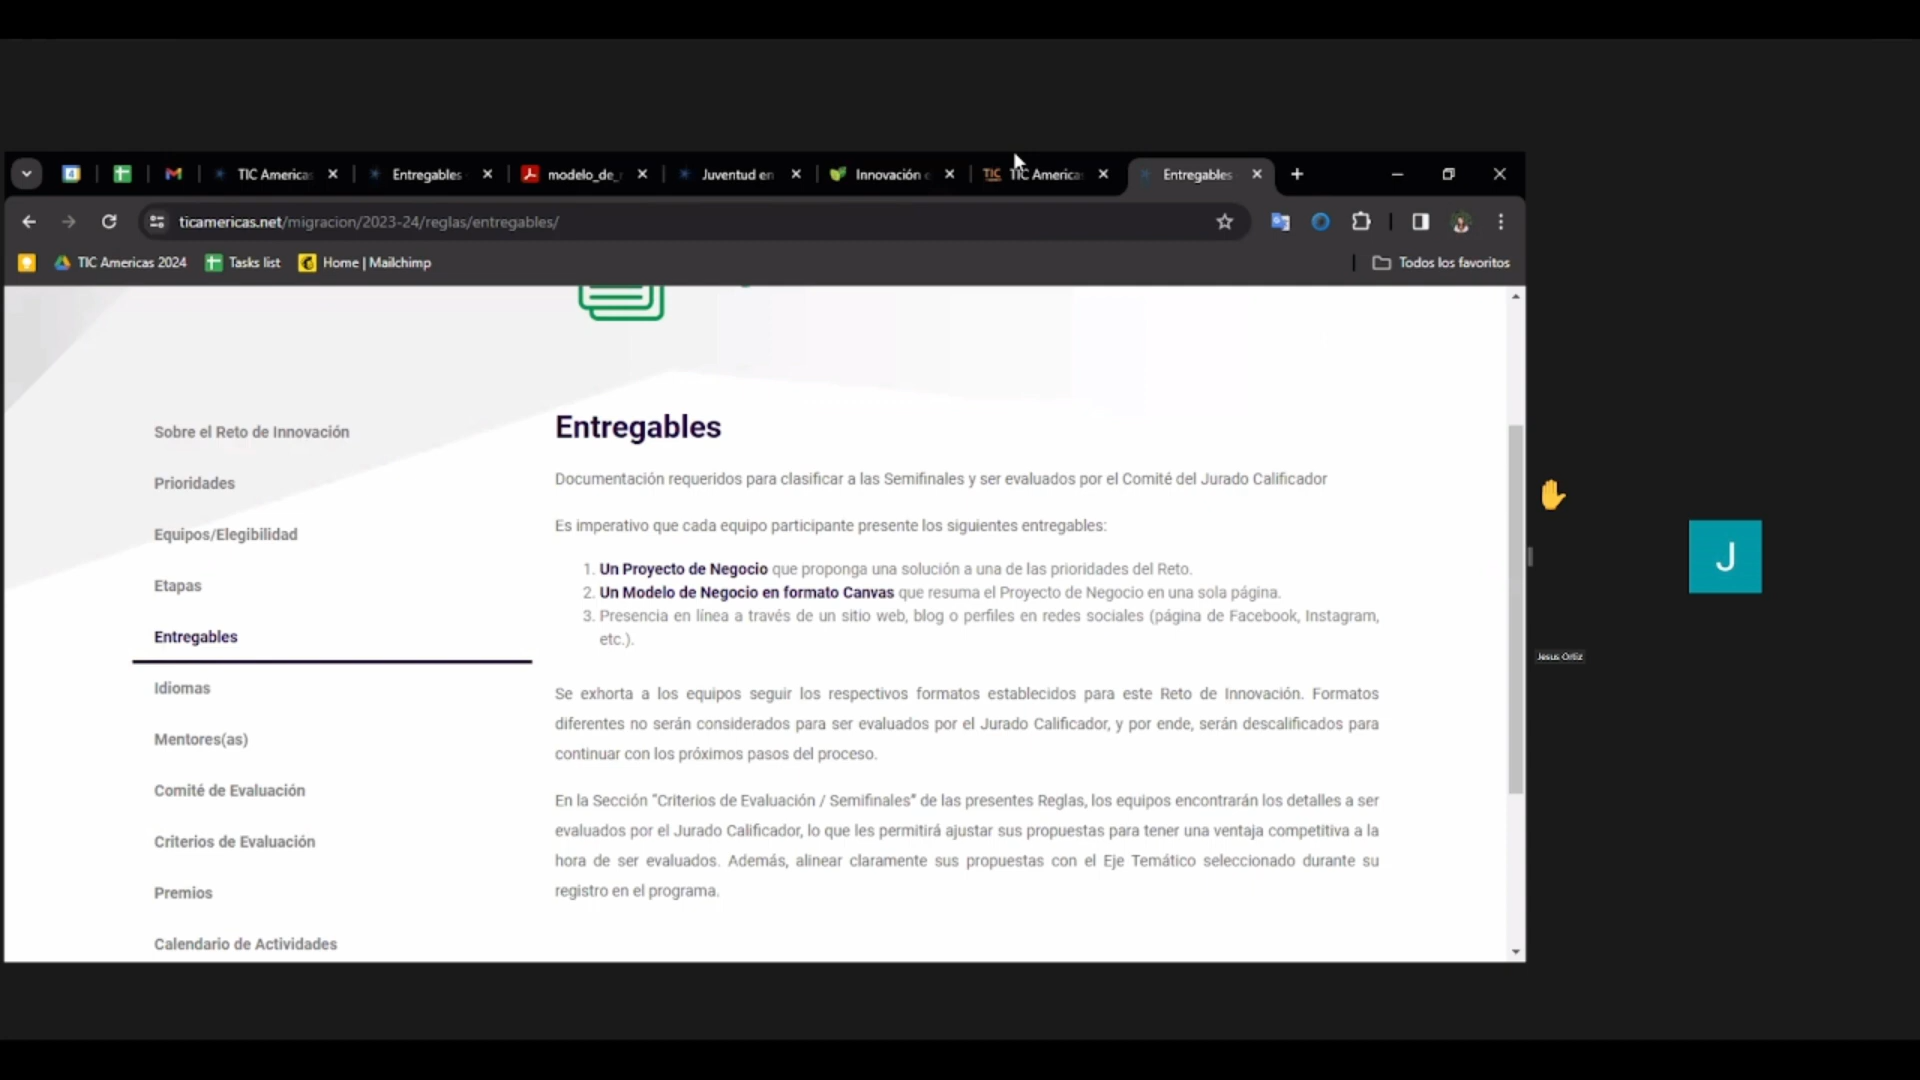 TIC America
Entregables
modelo_de_
Juventud en
Innovación
TIC
TIC America
Entregables
ticamericas.net/migracion/2023-24/reglas/entregables/
TIC Americas 2024
Tasks list
Home | Mailchimp
Todos los favoritos
Sobre el Reto de Innovación
Prioridades
Equipos/Elegibilidad
Etapas
Entregables
Idiomas
Mentores(as)
Comité de Evaluación
Criterios de Evaluación
Premios
Calendario de Actividades
Entregables
Documentación requeridos para clasificar a las Semifinales y ser evaluados por el Comité del Jurado Calificador
Es imperativo que cada equipo participante presente los siguientes entregables:
1. Un Proyecto de Negocio que proponga una solución a una de las prioridades del Reto.
2. Un Modelo de Negocio en formato Canvas que resuma el Proyecto de Negocio en una sola página.
3. Presencia en línea a través de un sitio web, blog o perfiles en redes sociales (página de Facebook, Instagram,
etc.).
Se exhorta a los equipos seguir los respectivos formatos establecidos para este Reto de Innovación. Formatos
diferentes no serán considerados para ser evaluados por el Jurado Calificador, y por ende, serán descalificados para
continuar con los próximos pasos del proceso.
En la Sección "Criterios de Evaluación / Semifinales" de las presentes Reglas, los equipos encontrarán los detalles a ser
evaluados por el Jurado Calificador, lo que les permitirá ajustar sus propuestas para tener una ventaja competitiva a la
hora de ser evaluados. Además, alinear claramente sus propuestas con el Eje Temático seleccionado durante su
registro en el programa.
J
Jesus Ortiz